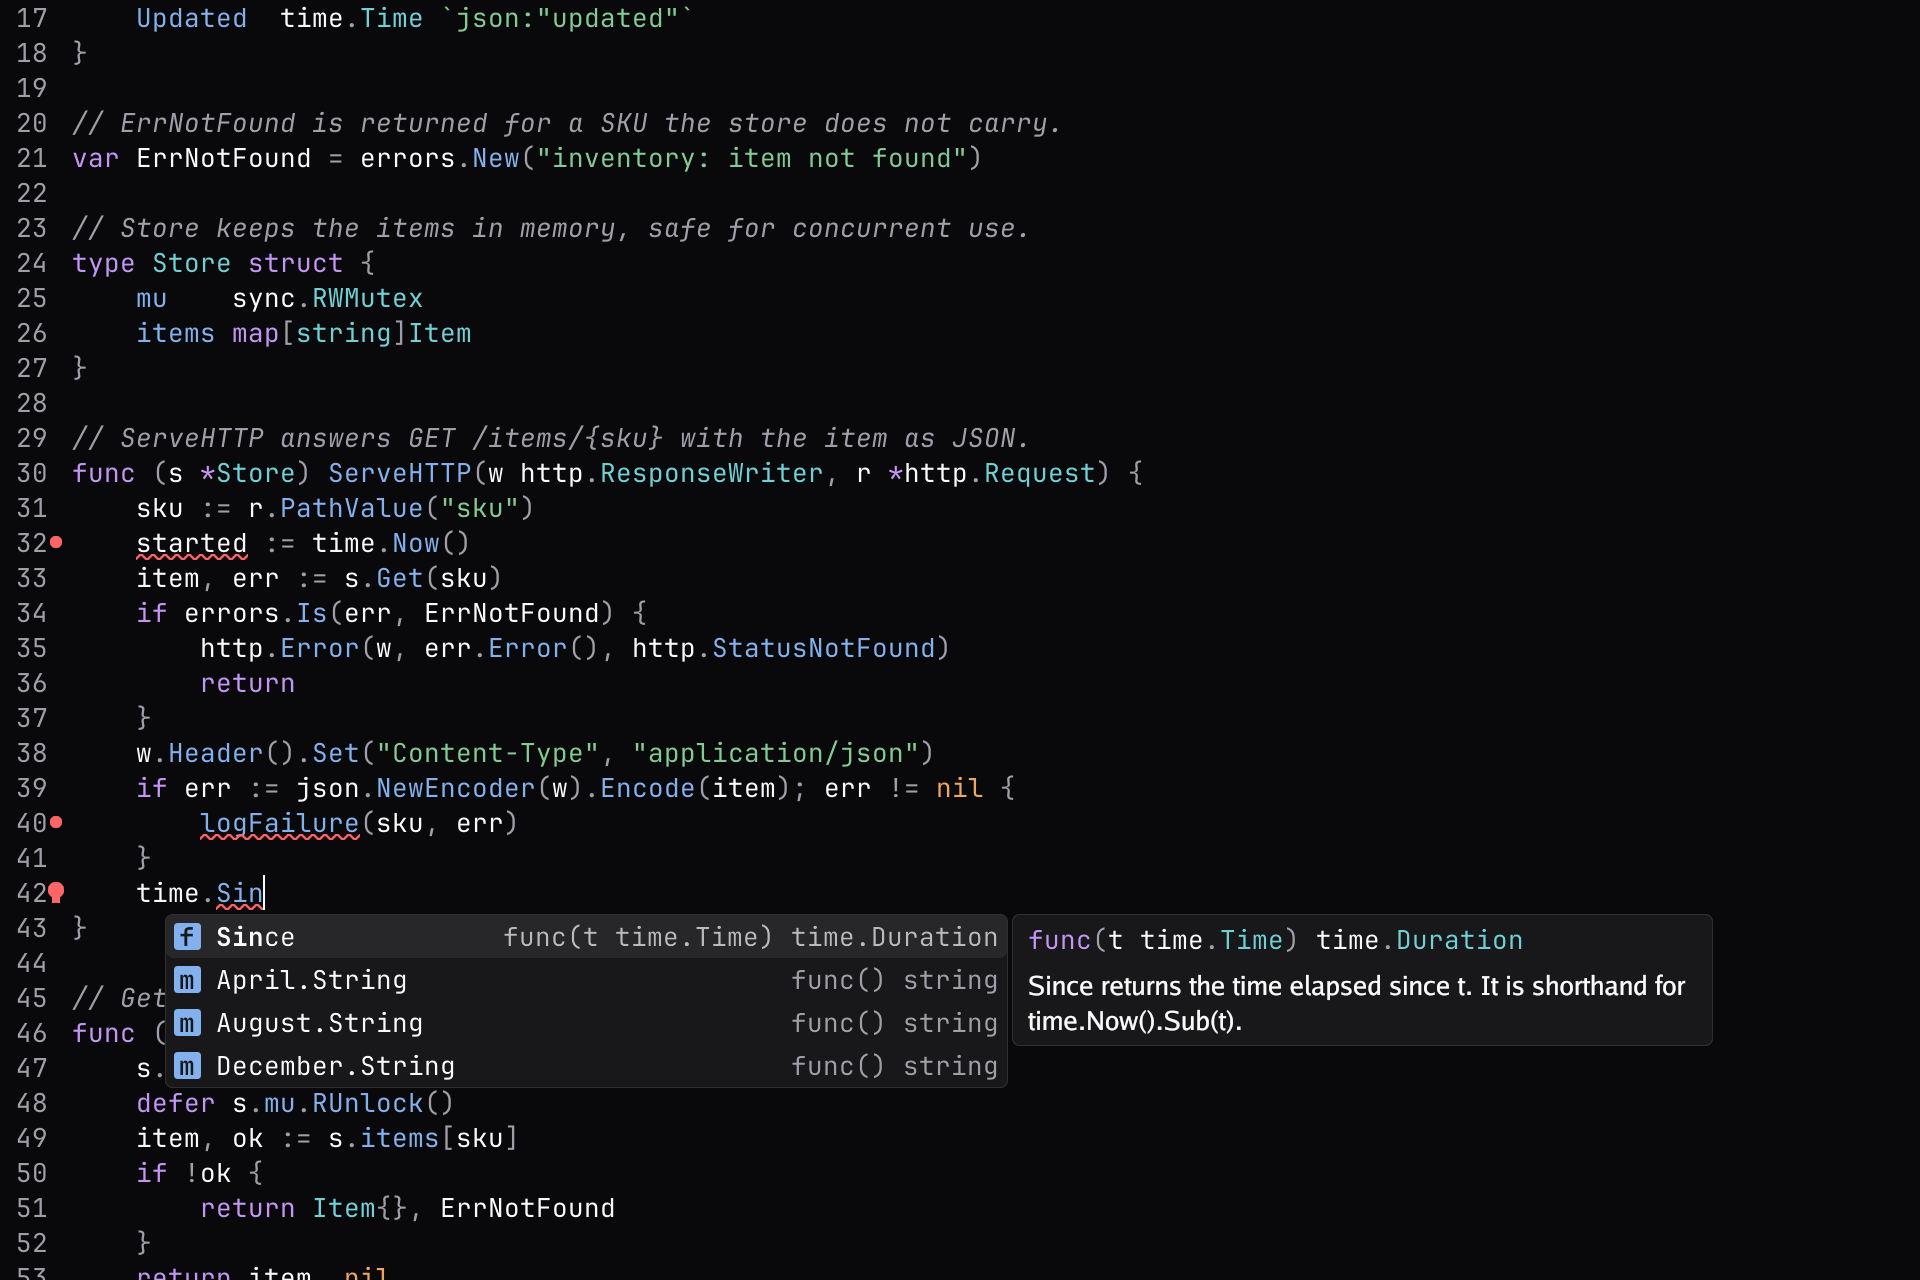 17     Updated  time.Time `json:"updated"`
18 }
19
20 // ErrNotFound is returned for a SKU the store does not carry.
21 var ErrNotFound = errors.New("inventory: item not found")
22
23 // Store keeps the items in memory, safe for concurrent use.
24 type Store struct {
25     mu    sync.RWMutex
26     items map[string]Item
27 }
28
29 // ServeHTTP answers GET /items/{sku} with the item as JSON.
30 func (s *Store) ServeHTTP(w http.ResponseWriter, r *http.Request) {
31     sku := r.PathValue("sku")
32     started := time.Now()
33     item, err := s.Get(sku)
34     if errors.Is(err, ErrNotFound) {
35         http.Error(w, err.Error(), http.StatusNotFound)
36         return
37     }
38     w.Header().Set("Content-Type", "application/json")
39     if err := json.NewEncoder(w).Encode(item); err != nil {
40         logFailure(sku, err)
41     }
42     time.Sin
43 }
f Since func(t time.Time) time.Duration
m April.String func() string
m August.String func() string
m December.String func() string
func(t time.Time) time.Duration
Since returns the time elapsed since t. It is shorthand for
time.Now().Sub(t).
44
45 // Get
46 func (
47     s.
48     defer s.mu.RUnlock()
49     item, ok := s.items[sku]
50     if !ok {
51         return Item{}, ErrNotFound
52     }
53     return item, nil